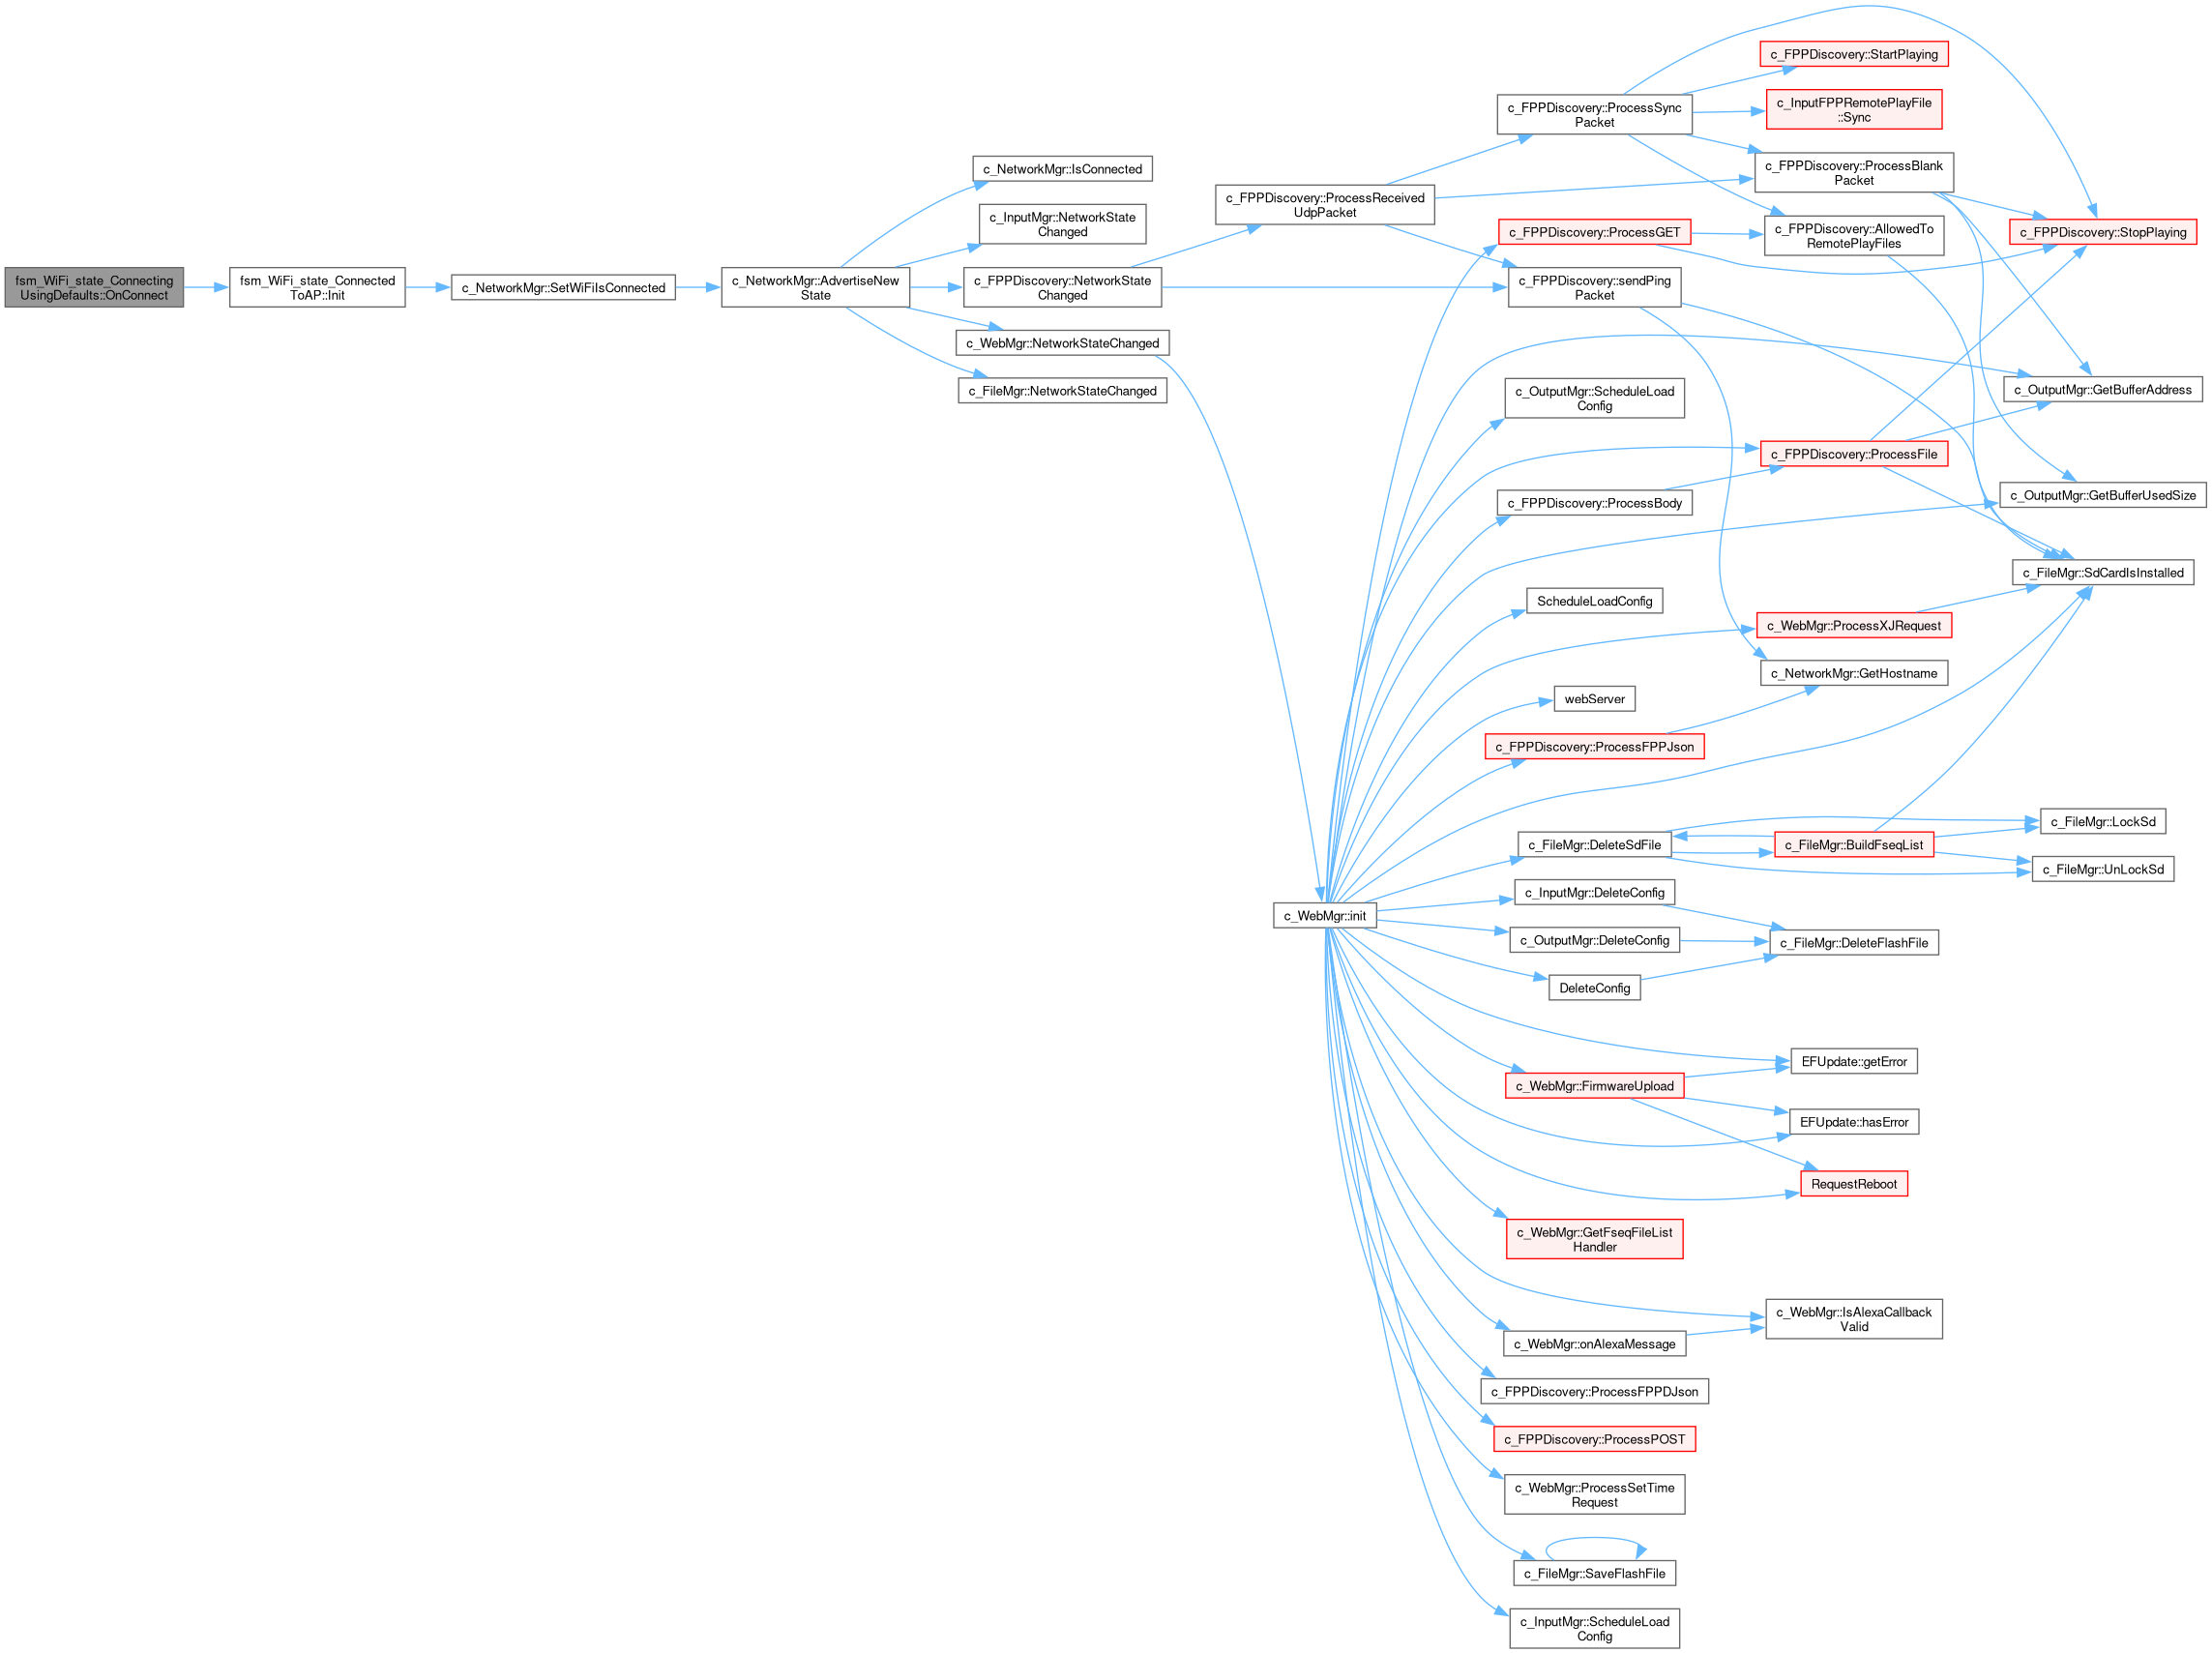 fsm_WiFi_state_Connecting
UsingDefaults::OnConnect
fsm_WiFi_state_Connected
ToAP::Init
c_NetworkMgr::SetWiFiIsConnected
c_NetworkMgr::AdvertiseNew
State
c_NetworkMgr::IsConnected
c_InputMgr::NetworkState
Changed
c_FPPDiscovery::NetworkState
Changed
c_WebMgr::NetworkStateChanged
c_FileMgr::NetworkStateChanged
c_FPPDiscovery::ProcessReceived
UdpPacket
c_WebMgr::init
c_FPPDiscovery::ProcessSync
Packet
c_FPPDiscovery::ProcessGET
c_FPPDiscovery::sendPing
Packet
c_OutputMgr::ScheduleLoad
Config
c_FPPDiscovery::ProcessBody
ScheduleLoadConfig
webServer
c_FPPDiscovery::ProcessFPPJson
c_FileMgr::DeleteSdFile
c_InputMgr::DeleteConfig
c_OutputMgr::DeleteConfig
DeleteConfig
c_WebMgr::FirmwareUpload
c_WebMgr::GetFseqFileList
Handler
c_WebMgr::onAlexaMessage
c_FPPDiscovery::ProcessFPPDJson
c_FPPDiscovery::ProcessPOST
c_WebMgr::ProcessSetTime
Request
c_FileMgr::SaveFlashFile
c_InputMgr::ScheduleLoad
Config
c_FPPDiscovery::StartPlaying
c_InputFPPRemotePlayFile
::Sync
c_FPPDiscovery::ProcessBlank
Packet
c_FPPDiscovery::AllowedTo
RemotePlayFiles
c_FPPDiscovery::ProcessFile
c_WebMgr::ProcessXJRequest
c_NetworkMgr::GetHostname
c_FileMgr::BuildFseqList
c_FileMgr::DeleteFlashFile
EFUpdate::getError
EFUpdate::hasError
RequestReboot
c_WebMgr::IsAlexaCallback
Valid
c_FPPDiscovery::StopPlaying
c_OutputMgr::GetBufferAddress
c_OutputMgr::GetBufferUsedSize
c_FileMgr::SdCardIsInstalled
c_FileMgr::LockSd
c_FileMgr::UnLockSd